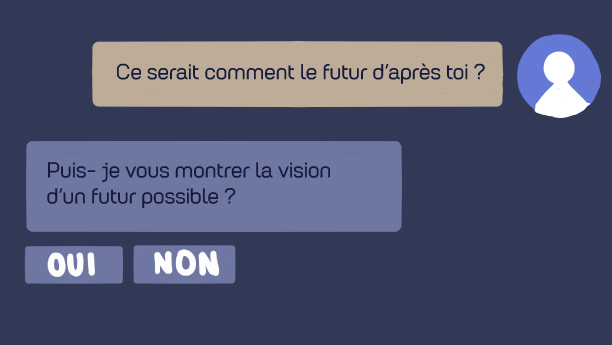 Ce serait comment le futur d'après toi ?
Puis- je vous montrer la vision
d'un futur possible ?
OUI
NON